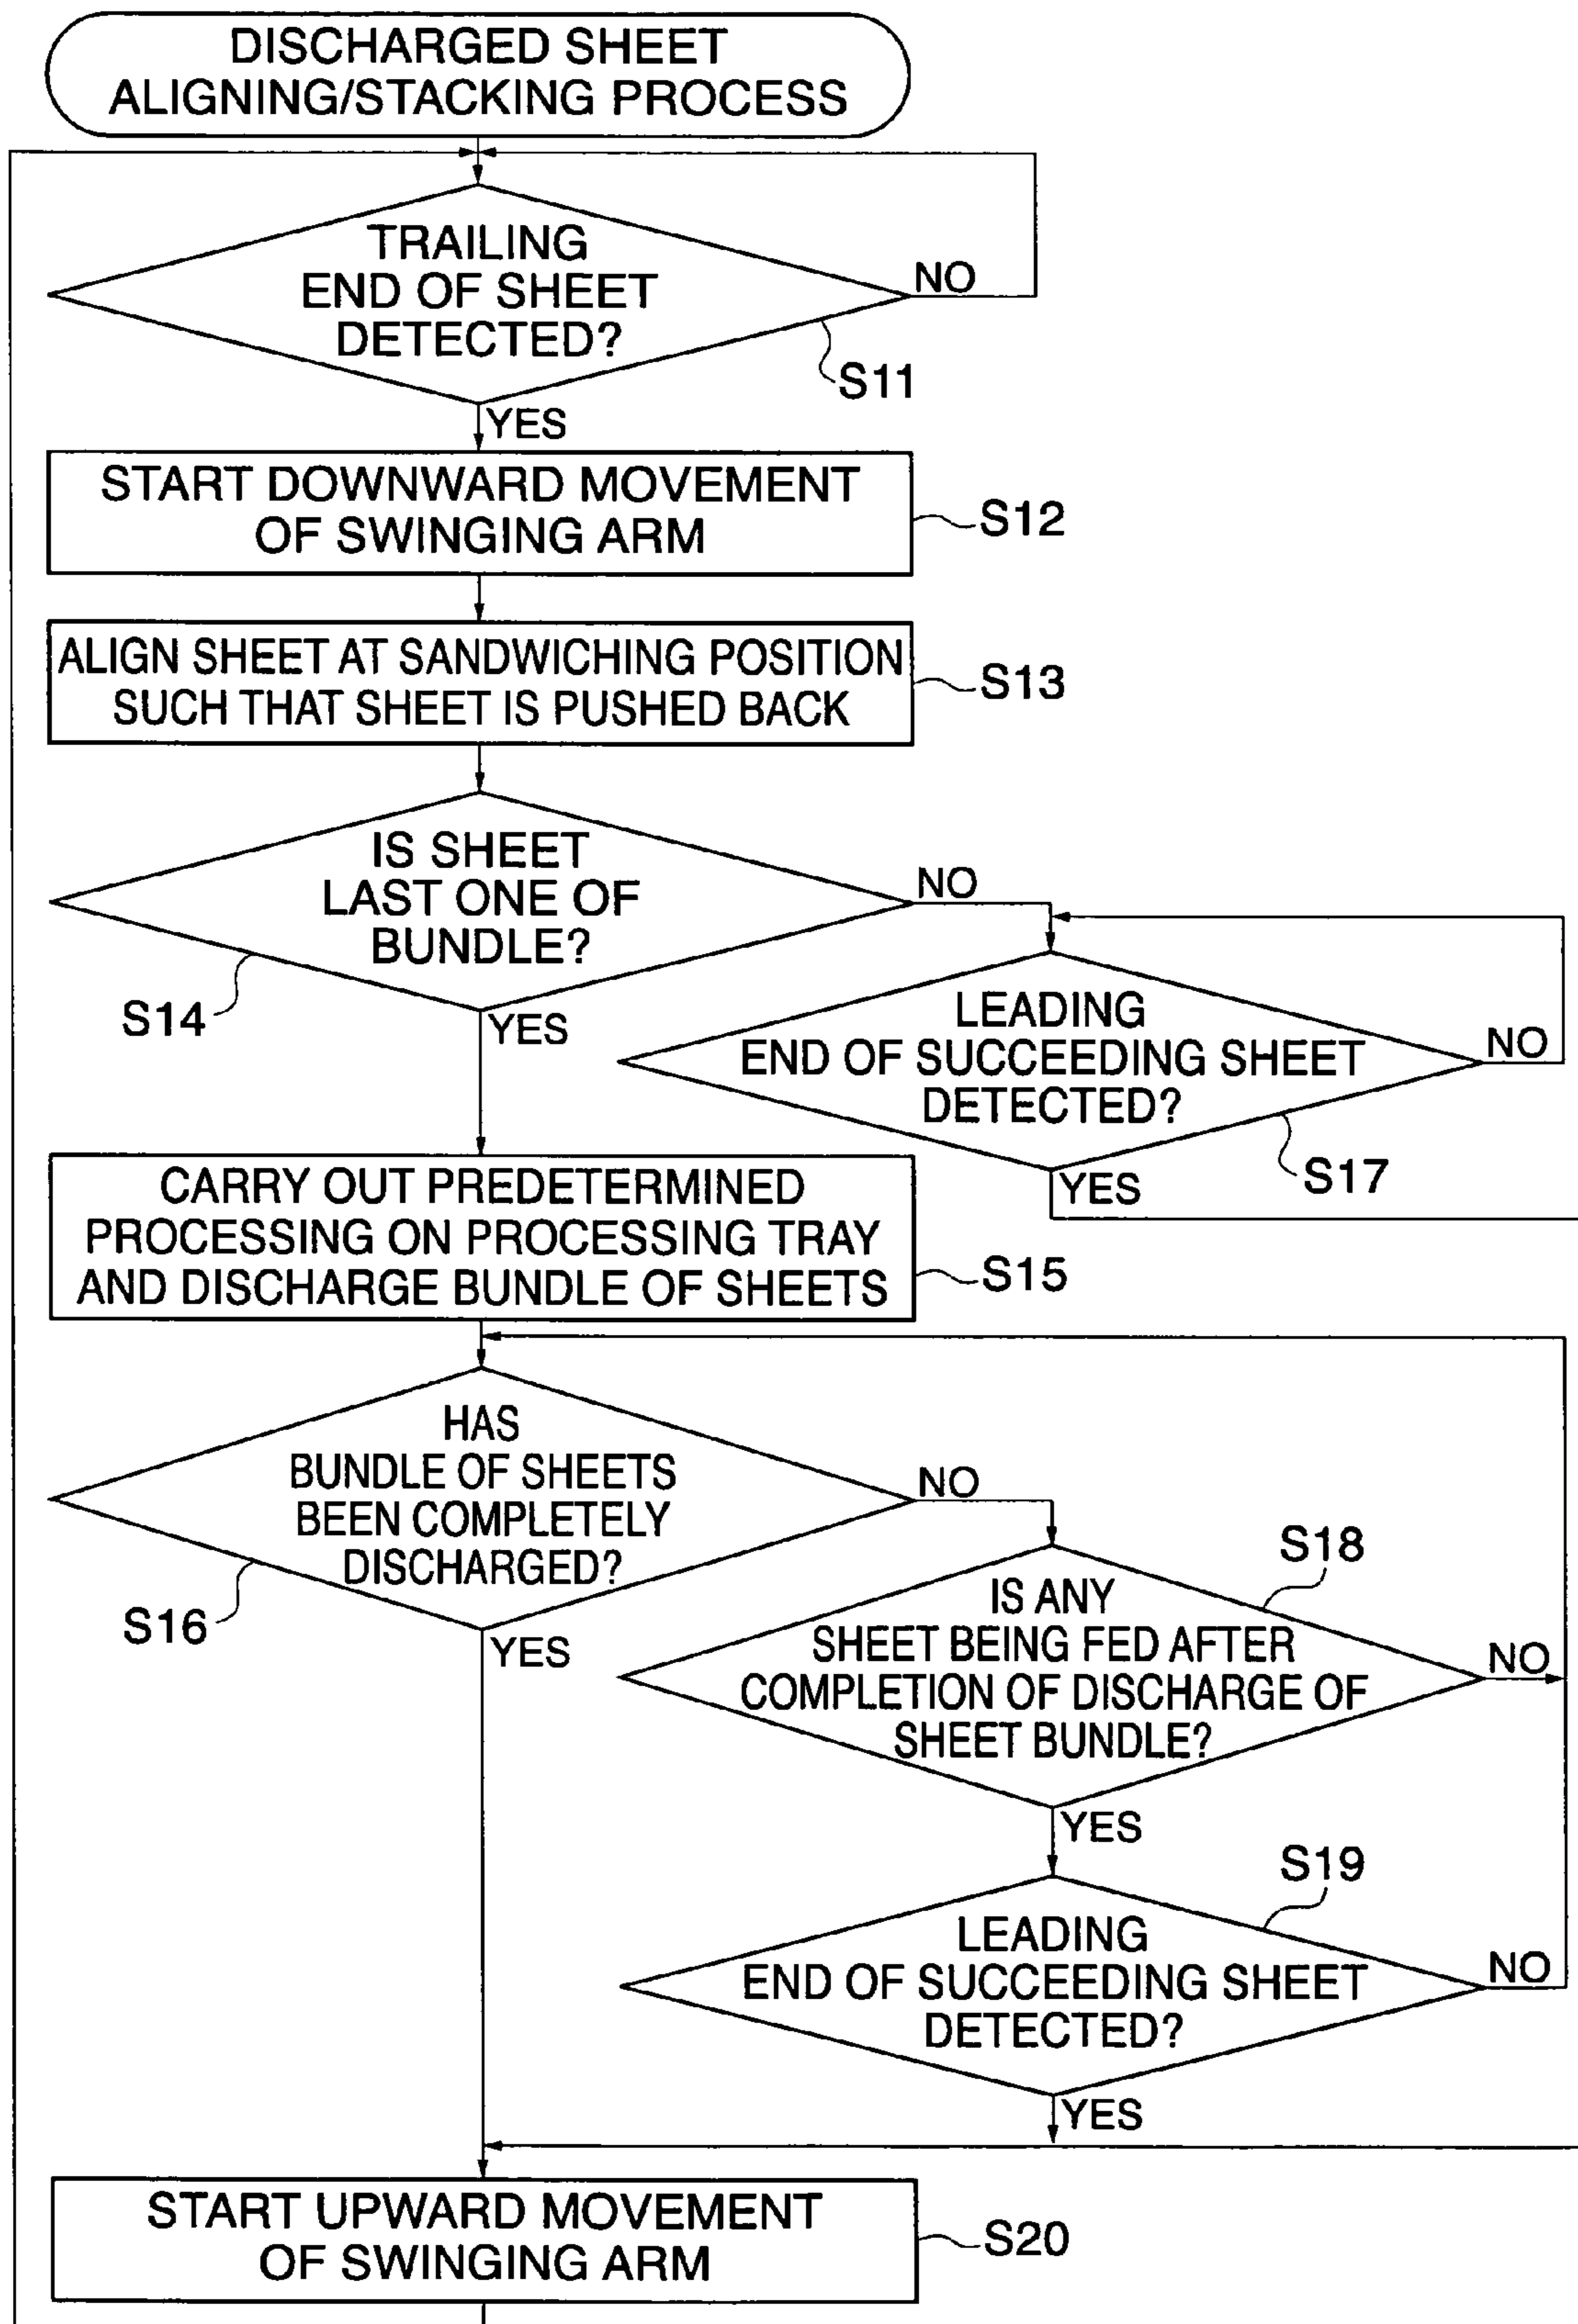 DISCHARGED SHEET
ALIGNING/STACKING PROCESS
TRAILING
END OF SHEET
DETECTED?
NO
S11
YES
START DOWNWARD MOVEMENT
OF SWINGING ARM
S12
ALIGN SHEET AT SANDWICHING POSITION
SUCH THAT SHEET IS PUSHED BACK
S13
IS SHEET
LAST ONE OF
BUNDLE?
NO
S14
YES
LEADING
END OF SUCCEEDING SHEET
DETECTED?
NO
S17
YES
CARRY OUT PREDETERMINED
PROCESSING ON PROCESSING TRAY
AND DISCHARGE BUNDLE OF SHEETS
S15
HAS
BUNDLE OF SHEETS
BEEN COMPLETELY
DISCHARGED?
NO
S16
YES
S18
IS ANY
SHEET BEING FED AFTER
COMPLETION OF DISCHARGE OF
SHEET BUNDLE?
NO
YES
S19
LEADING
END OF SUCCEEDING SHEET
DETECTED?
NO
YES
START UPWARD MOVEMENT
OF SWINGING ARM
S20